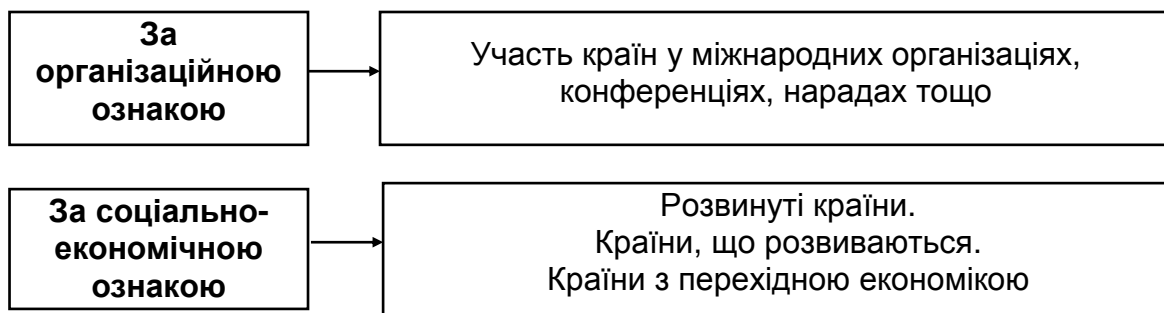 За
організаційною
ознакою
Участь країн у міжнародних організаціях,
конференціях, нарадах тощо
За соціально-
економічною
ознакою
Розвинуті країни.
Країни, що розвиваються.
Країни з перехідною економікою